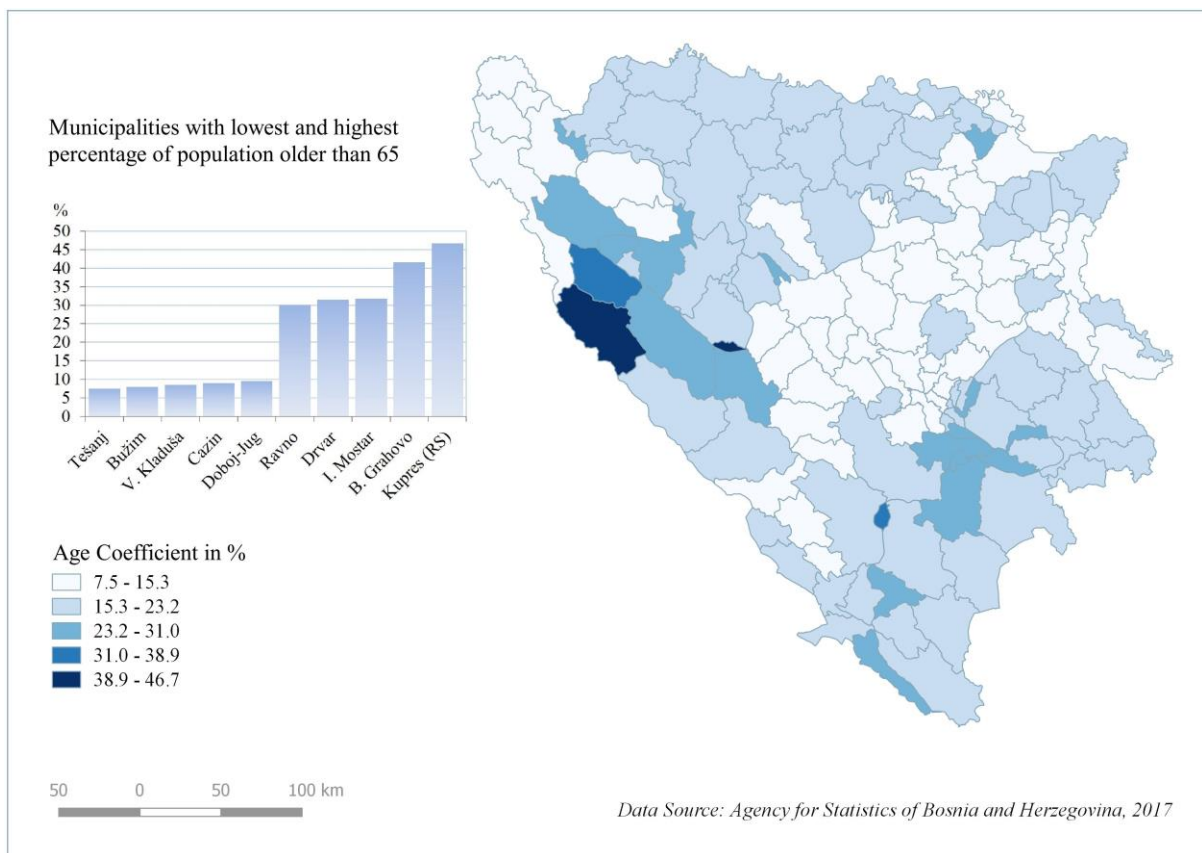 Municipalities with lowest and highest
percentage of population older than 65
%
50
45
40
35
30
25
20
15
10
5
0
Tešanj
Bužim
V. Kladuša
Cazin
Doboj-Jug
Ravno
Drvar
I. Mostar
B. Grahovo
Kupres (RS)
Age Coefficient in %
7.5 - 15.3
15.3 - 23.2
23.2 - 31.0
31.0 - 38.9
38.9 - 46.7
50 0 50 100 km
Data Source: Agency for Statistics of Bosnia and Herzegovina, 2017